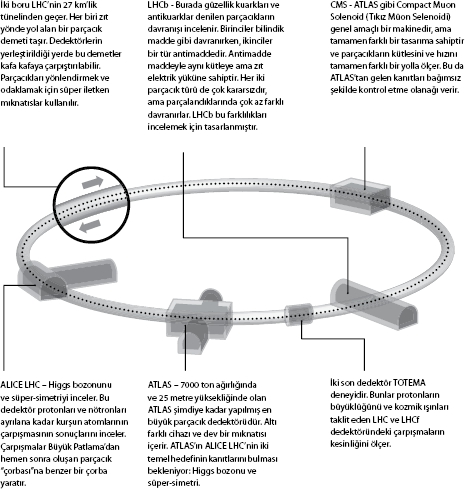 İki boru LHC’nin 27 km’lik
tünelinden geçer. Her biri zıt
yönde yol alan bir parçacık
demeti taşır. Dedektörlerin
yerleştirildiği yerde bu demetler
kafa kafaya çarpıştırılabilir.
Parçacıkları yönlendirmek ve
odaklamak için süper iletken
mıknatıslar kullanılır.
LHCb - Burada güzellik kuarkları ve
antikuarklar denilen parçacıkların
davranışı incelenir. Birinciler bilindik
madde gibi davranırken, ikinciler
bir tür antimaddedir. Antimadde
maddeyle aynı kütleye ama zıt
elektrik yüküne sahiptir. Her iki
parçacık türü de çok kararsızdır,
ama parçalandıklarında çok az farklı
davranırlar. LHCb bu farklılıkları
incelemek için tasarlanmıştır.
CMS - ATLAS gibi Compact Muon
Solenoid (Tıkız Müon Selenoidi)
genel amaçlı bir makinedir, ama
tamamen farklı bir tasarıma sahiptir
ve parçacıkların kütlesini ve hızını
tamamen farklı bir yolla ölçer. Bu da
ATLAS’tan gelen kanıtları bağımsız
şekilde kontrol etme olanağı verir.
ALICE LHC – Higgs bozonunu
ve süper-simetriyi inceler. Bu
dedektör protonları ve nötronları
ayrılana kadar kurşun atomlarının
çarpışmasının sonuçlarını inceler.
Çarpışmalar Büyük Patlama’dan
hemen sonra oluşan parçacık
“çorbası”na benzer bir çorba
yaratır.
ATLAS – 7000 ton ağırlığında
ve 25 metre yüksekliğinde olan
ATLAS şimdiye kadar yapılmış en
büyük parçacık dedektörüdür. Altı
farklı cihazı ve dev bir mıknatısı
içerir. ATLAS’ın ALICE LHC’nin iki
temel hedefinin kanıtlarını bulması
bekleniyor: Higgs bozonu ve
süper-simetri.
İki son dedektör TOTEMA
deneyidir. Bunlar protonların
büyüklüğünü ve kozmik ışınları
taklit eden LHC ve LHCf
dedektöründeki çarpışmaların
kesinliğini ölçer.